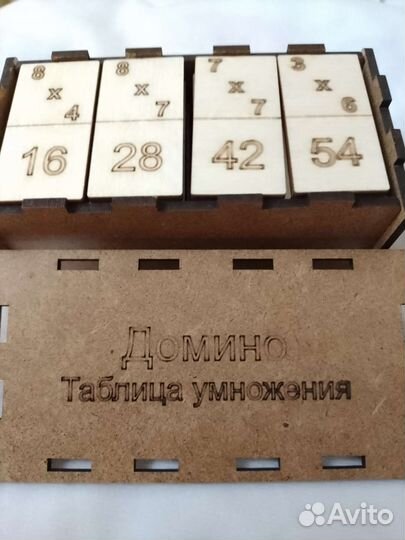 8 x 4
8 x 7
7 x 7
3 x 6
16
28
42
54
Домино
Таблица умножения
Avito